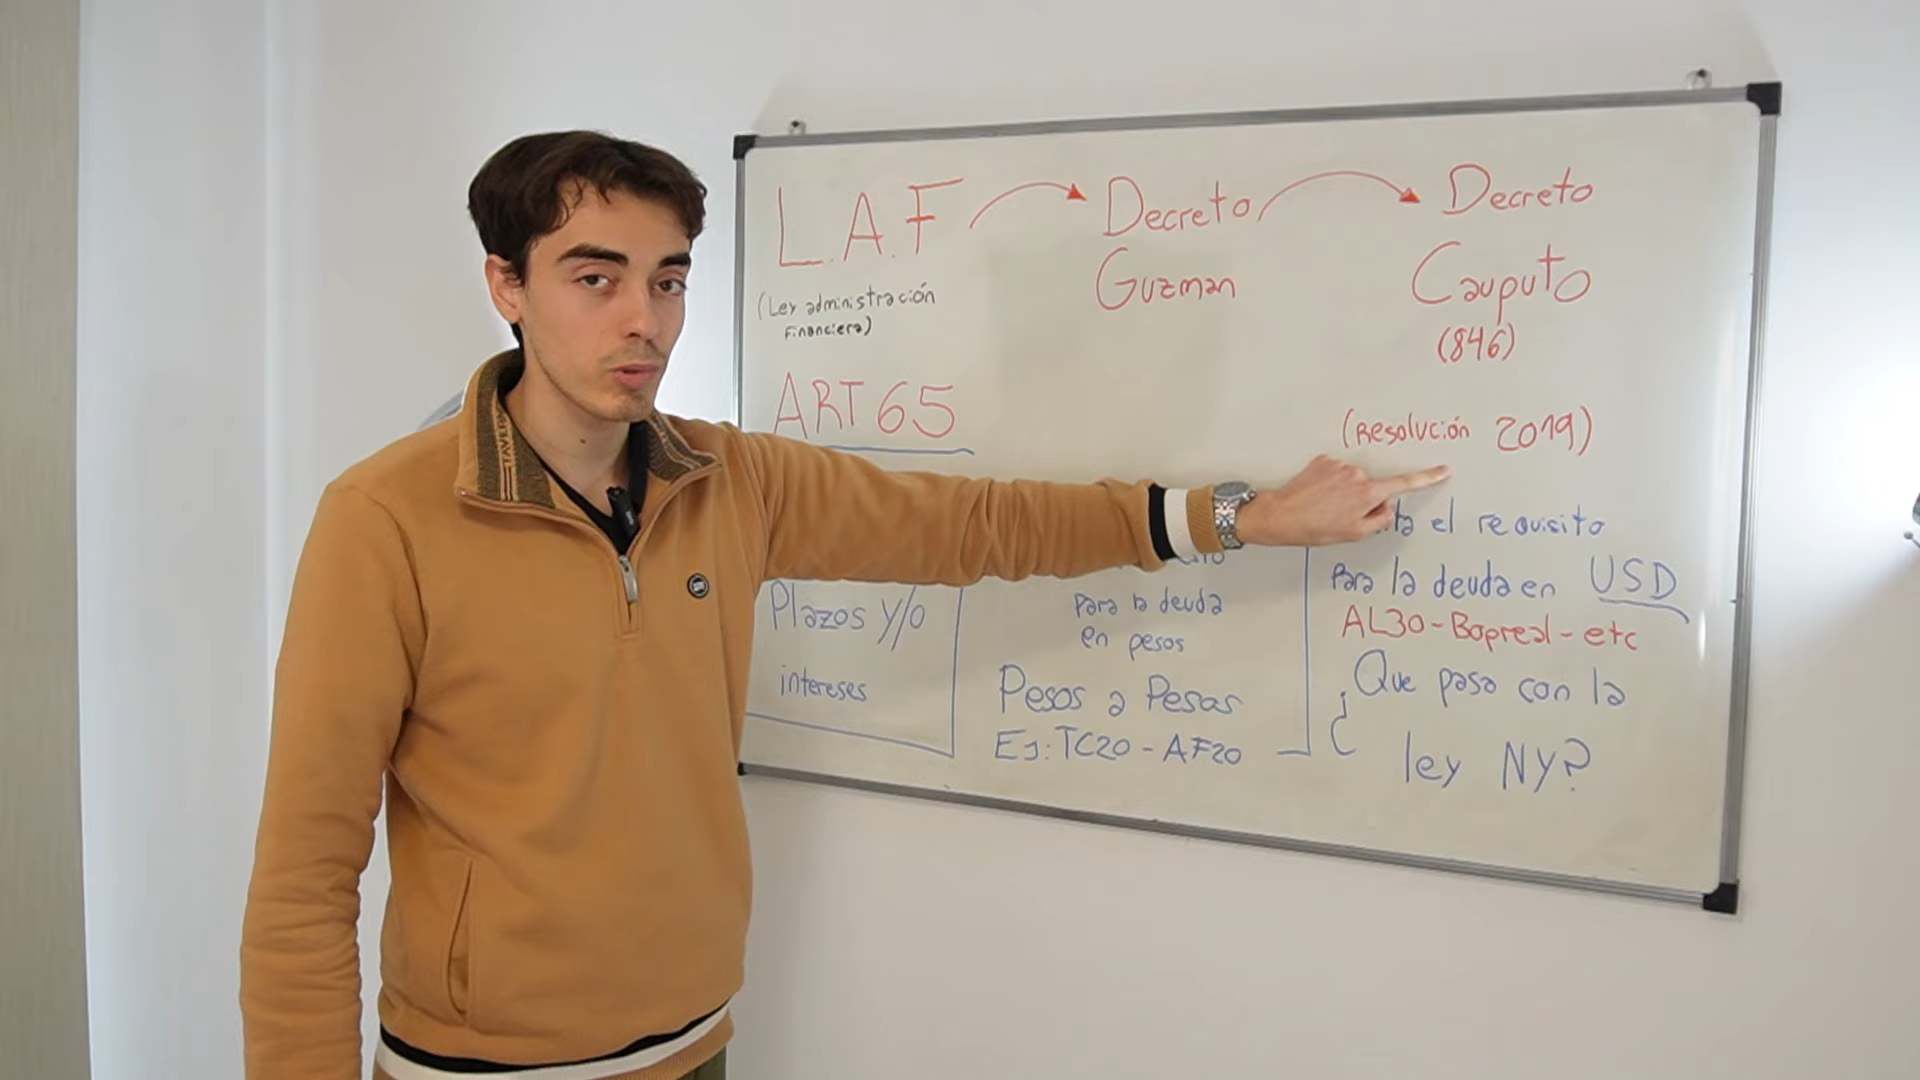 L.A.F
(Ley administración
Financiera)
ART 65
Plazos y/o
intereses
Decreto
Guzman
para la deuda
en pesos
Pesos a Pesos
Ej: TC20 - AF20
Decreto
Cauputo
(846)
(Resolución 2019)
el requisito
Para la deuda en USD
AL30 - Bopreal - etc
¿Que pasa con la
ley NY?
TAVERN